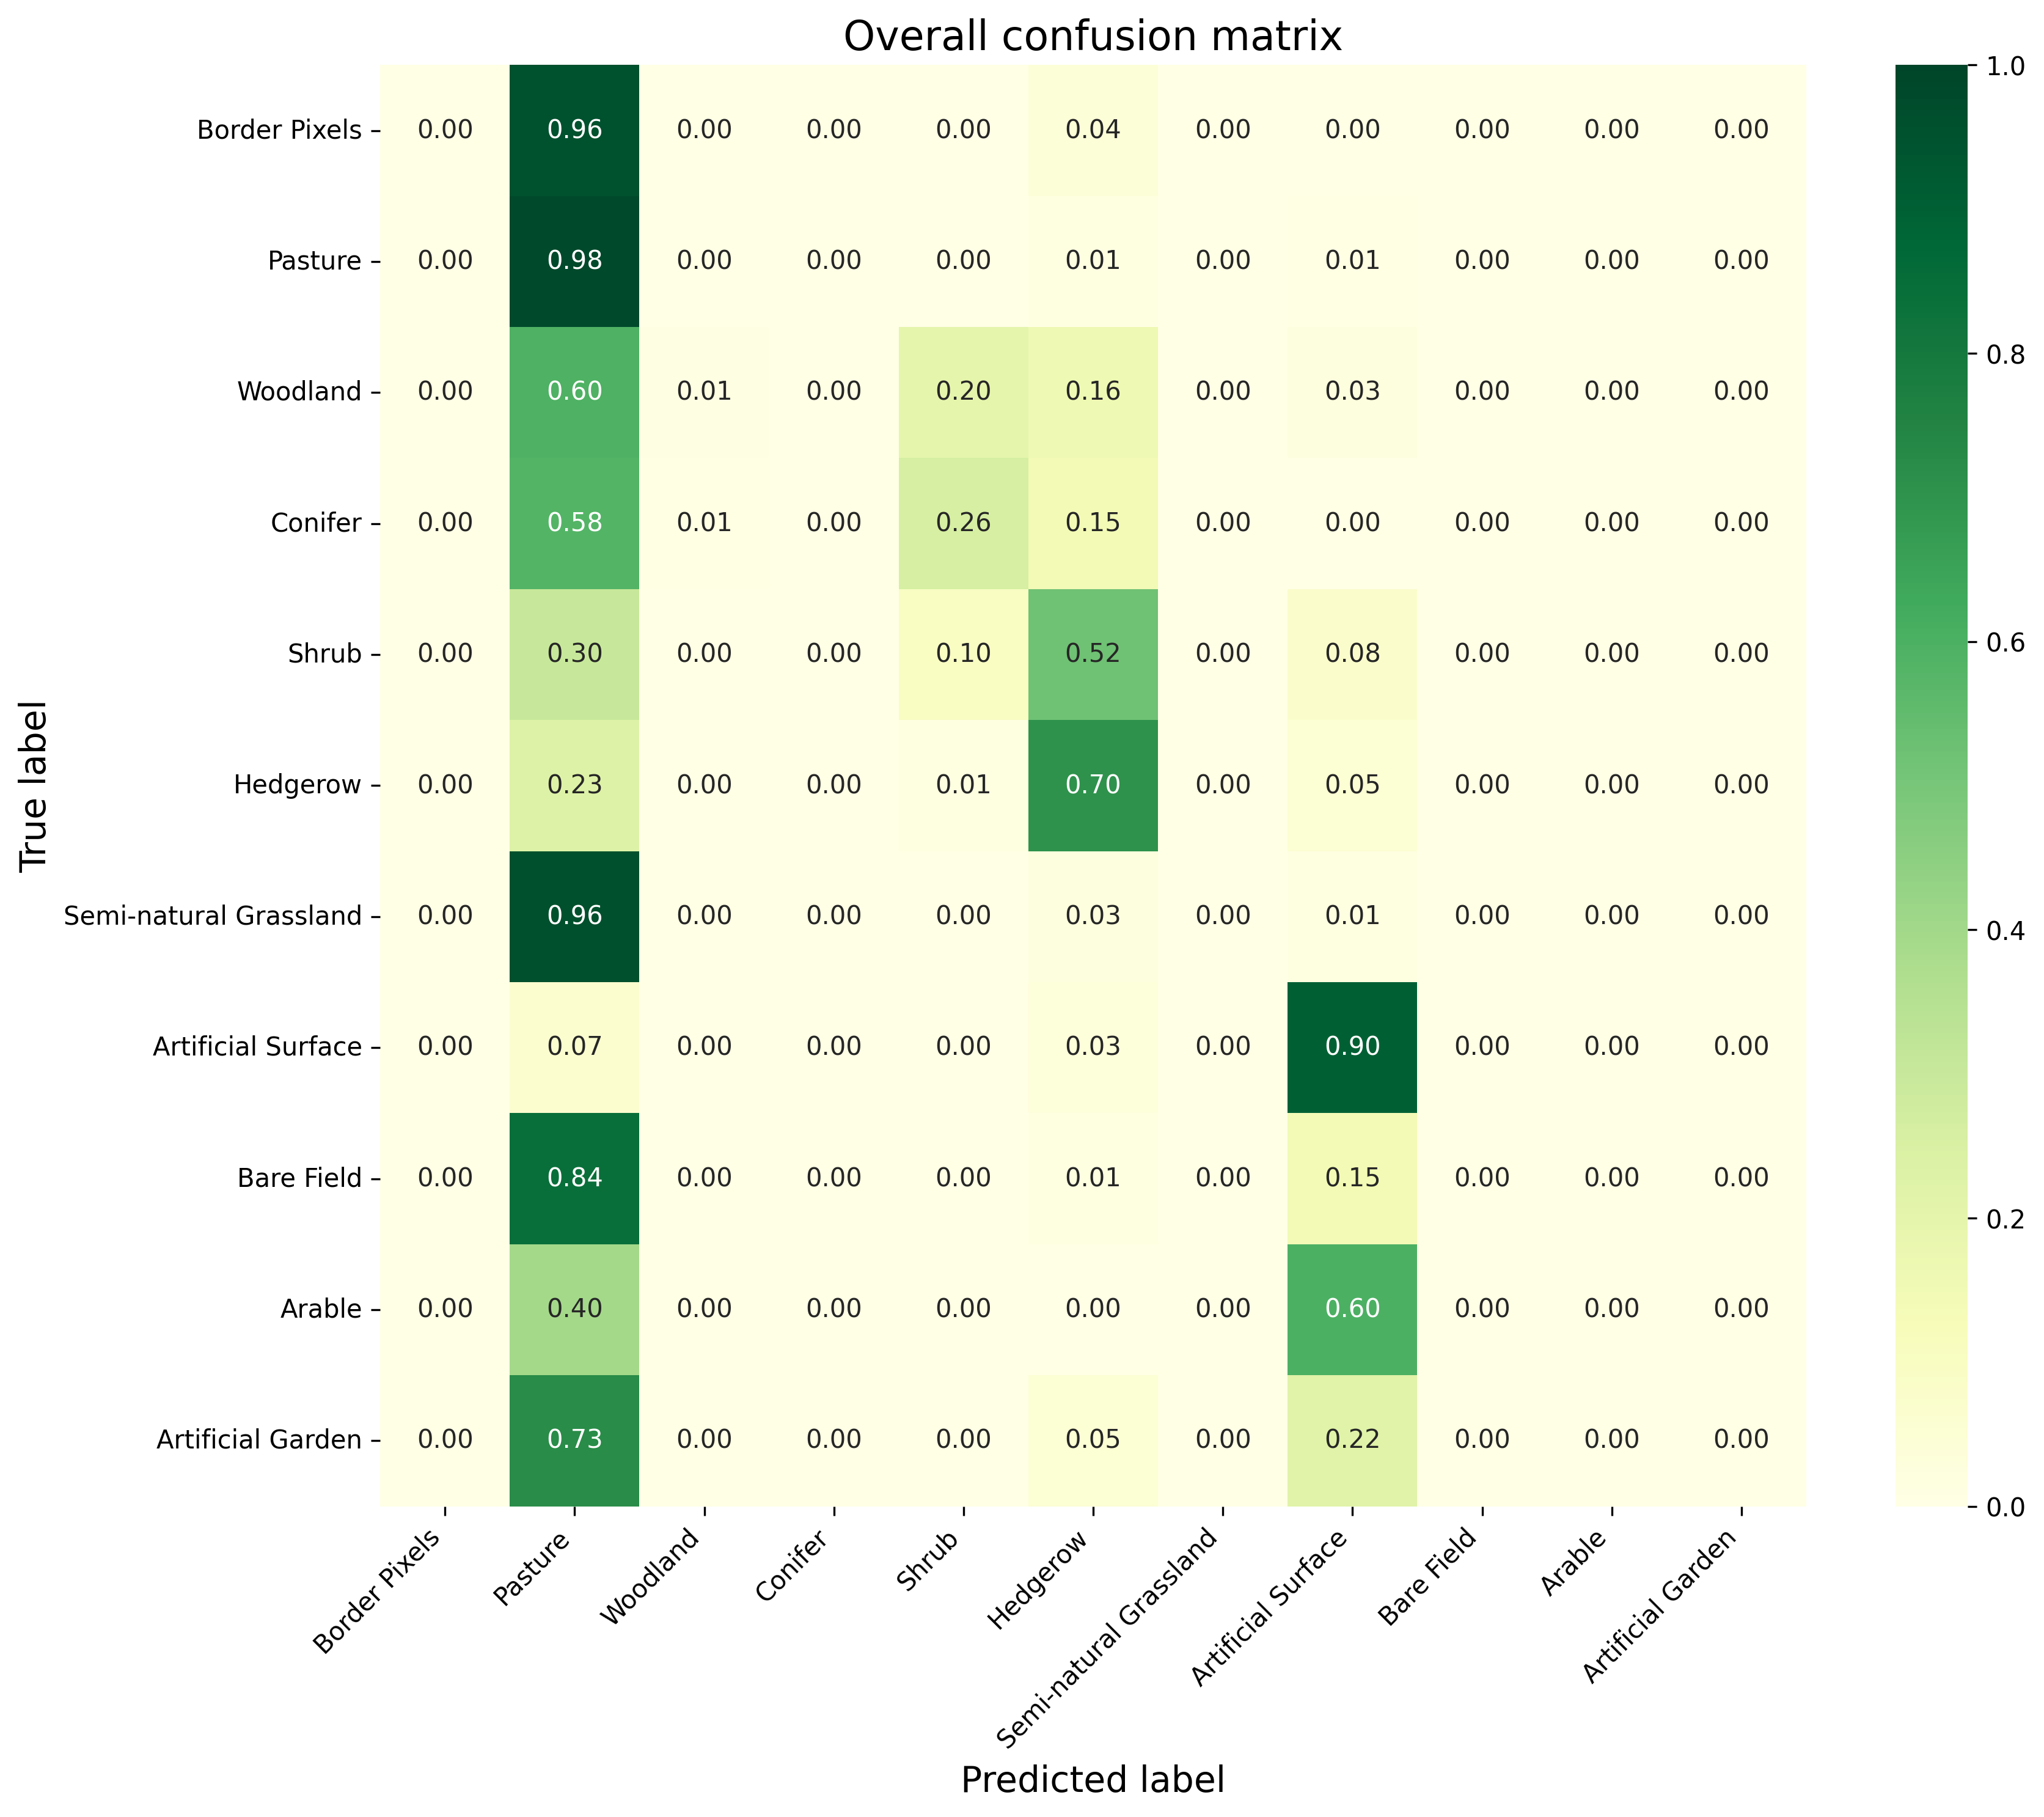 Overall confusion matrix
Border Pixels 0.00 0.96 0.00 0.00 0.00 0.04 0.00 0.00 0.00 0.00 0.00
Pasture 0.00 0.98 0.00 0.00 0.00 0.01 0.00 0.01 0.00 0.00 0.00
Woodland 0.00 0.60 0.01 0.00 0.20 0.16 0.00 0.03 0.00 0.00 0.00
Conifer 0.00 0.58 0.01 0.00 0.26 0.15 0.00 0.00 0.00 0.00 0.00
Shrub 0.00 0.30 0.00 0.00 0.10 0.52 0.00 0.08 0.00 0.00 0.00
Hedgerow 0.00 0.23 0.00 0.00 0.01 0.70 0.00 0.05 0.00 0.00 0.00
Semi-natural Grassland 0.00 0.96 0.00 0.00 0.00 0.03 0.00 0.01 0.00 0.00 0.00
Artificial Surface 0.00 0.07 0.00 0.00 0.00 0.03 0.00 0.90 0.00 0.00 0.00
Bare Field 0.00 0.84 0.00 0.00 0.00 0.01 0.00 0.15 0.00 0.00 0.00
Arable 0.00 0.40 0.00 0.00 0.00 0.00 0.00 0.60 0.00 0.00 0.00
Artificial Garden 0.00 0.73 0.00 0.00 0.00 0.05 0.00 0.22 0.00 0.00 0.00
True label
Border Pixels
Pasture
Woodland
Conifer
Shrub
Hedgerow
Semi-natural Grassland
Artificial Surface
Bare Field
Arable
Artificial Garden
Predicted label
1.0
0.8
0.6
0.4
0.2
0.0